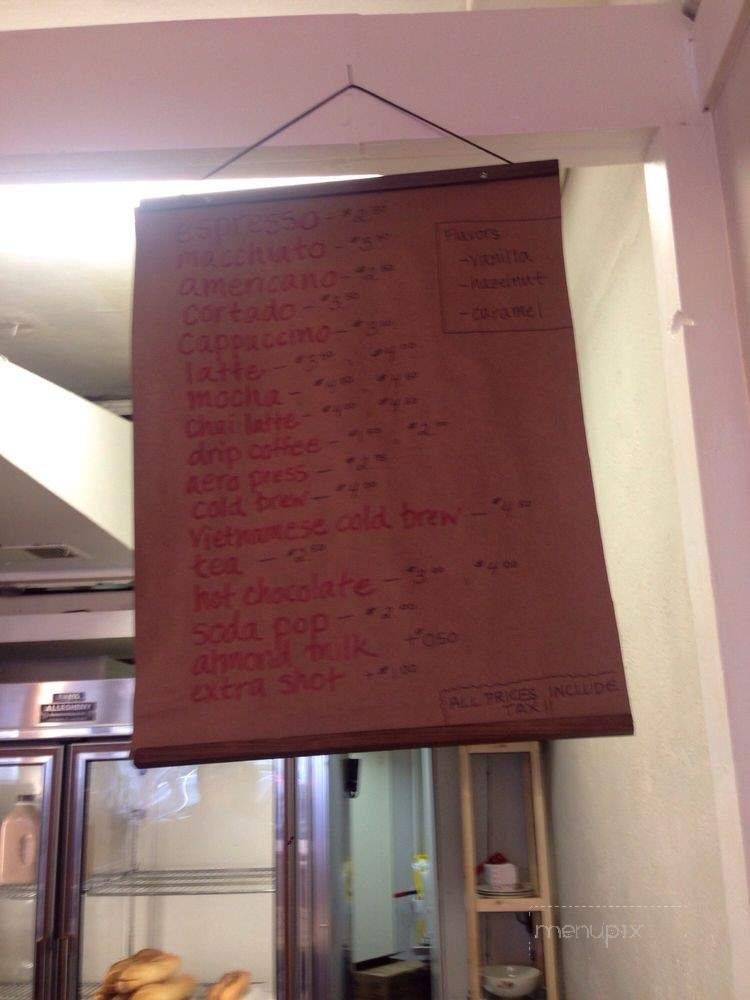 espresso - $2.00
macchiato - $3.00
americano - $2.50
cortado - $3.50
cappuccino - $3.00
latte - $3.00 , $4.00
mocha - $4.00 $4.50
chai latte - $4.00 $4.50
drip coffee - $1.00 , $2.00
aero press - $2.50
cold brew - $4.00
vietnamese cold brew - $4.50
tea - $2.50
hot chocolate - $3.00 , $4.00
soda pop - $2.00
almond milk +$0.50
extra shot - +$1.00
Flavors
- vanilla
- hazelnut
- caramel
ALL PRICES INCLUDE
TAX!!
ALLEGHENY
menupix